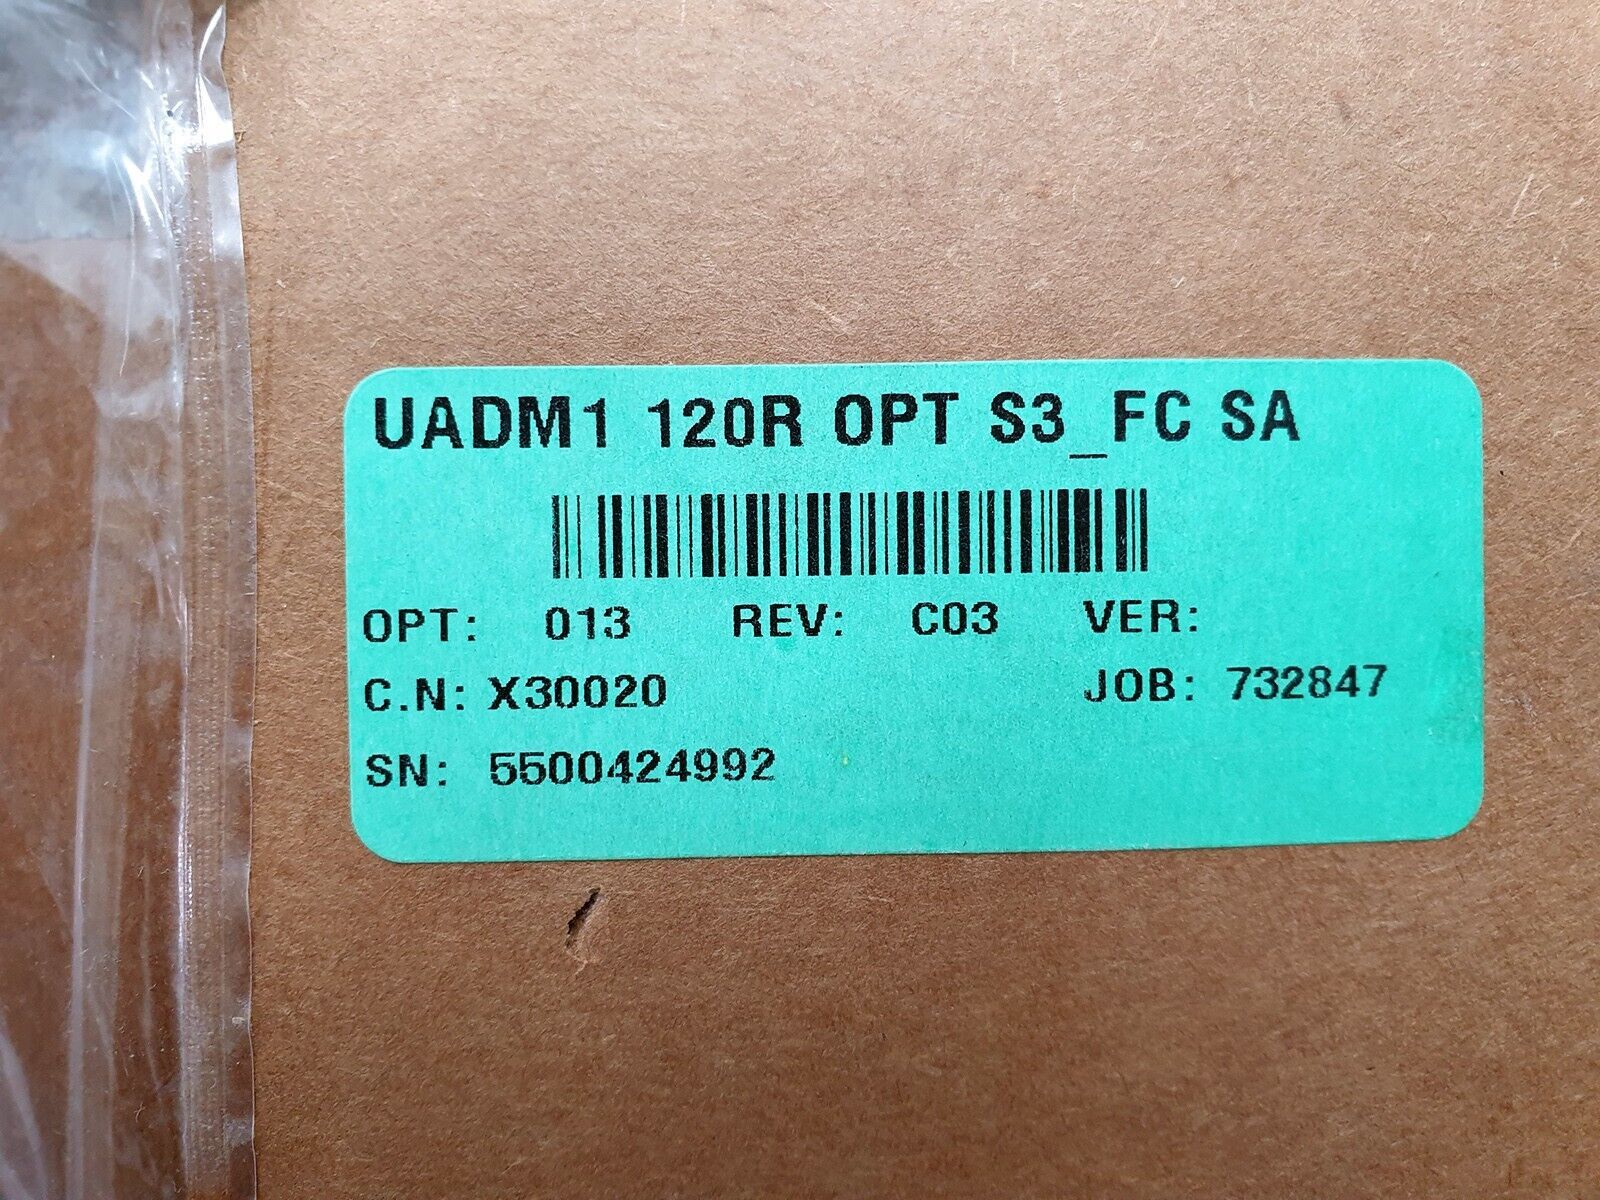 UADM1 120R OPT S3_FC SA
OPT: 013 REV: C03 VER:
C.N: X30020 JOB: 732847
SN: 5500424992